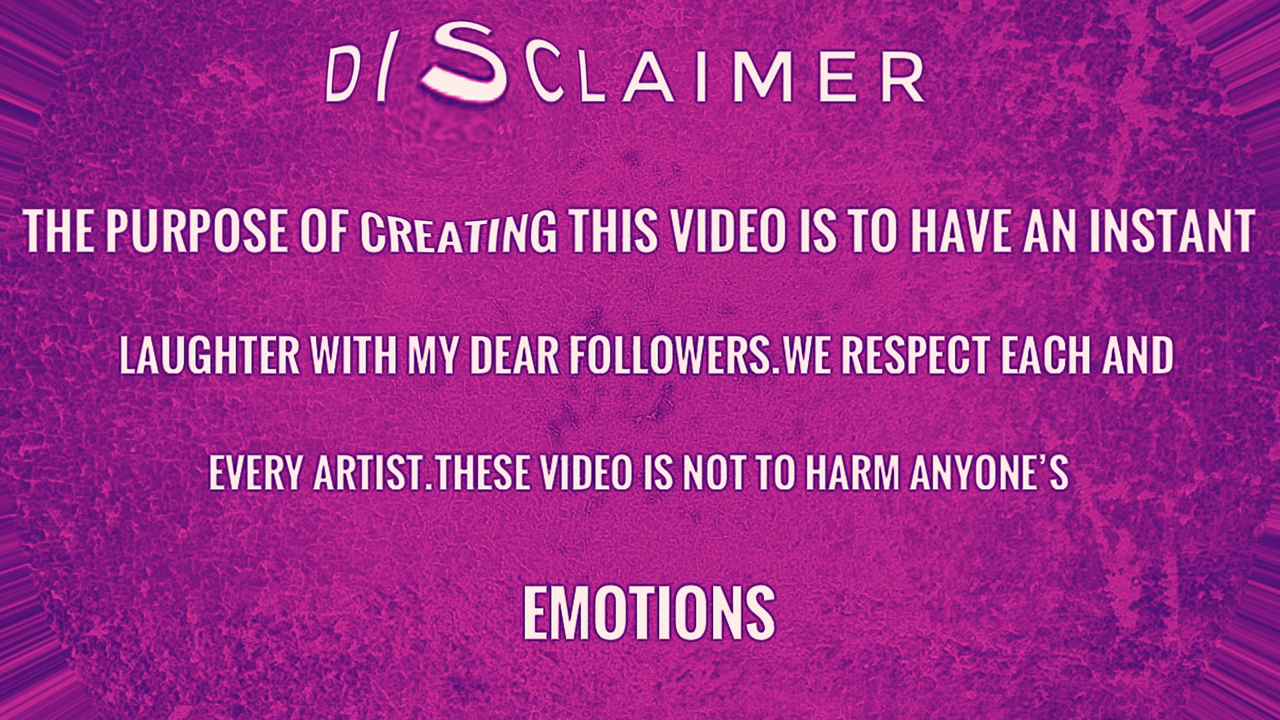 DISCLAIMER
THE PURPOSE OF CREATING THIS VIDEO IS TO HAVE AN INSTANT
LAUGHTER WITH MY DEAR FOLLOWERS.WE RESPECT EACH AND
EVERY ARTIST.THESE VIDEO IS NOT TO HARM ANYONE’S
EMOTIONS